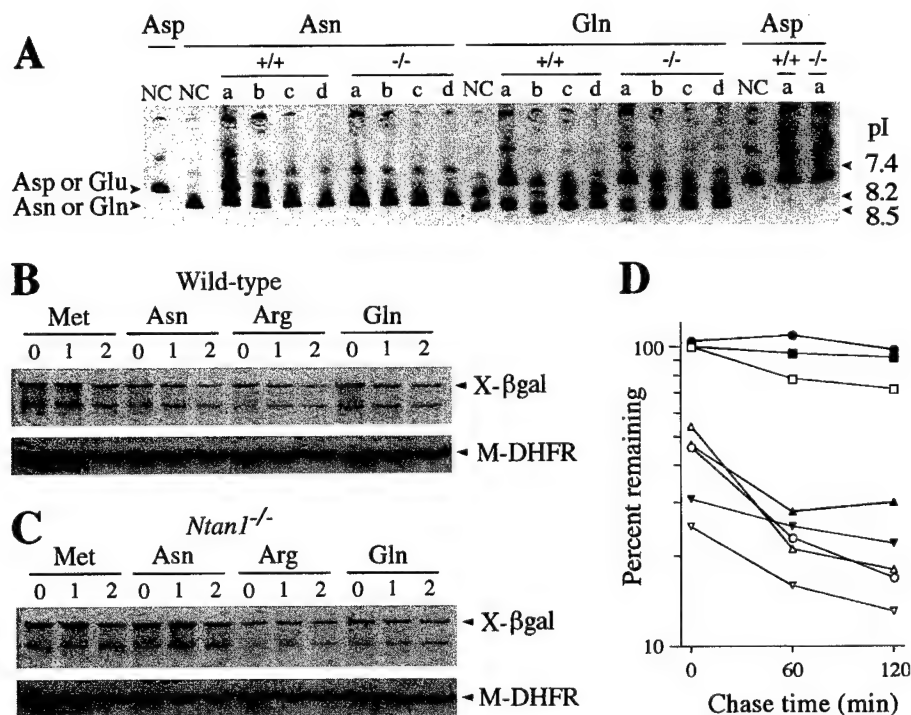 A
Asp Asn Gln Asp
+/+ -/- +/+ -/- +/+ -/-
NC NC a b c d a b c d NC a b c d a b c d NC a a
pI
Asp or Glu
Asn or Gln
7.4
8.2
8.5
B
Wild-type
Met Asn Arg Gln
0 1 2 0 1 2 0 1 2 0 1 2
X-βgal
M-DHFR
C
Ntan1-/-
Met Asn Arg Gln
0 1 2 0 1 2 0 1 2 0 1 2
X-βgal
M-DHFR
D
100
10
Percent remaining
0 60 120
Chase time (min)